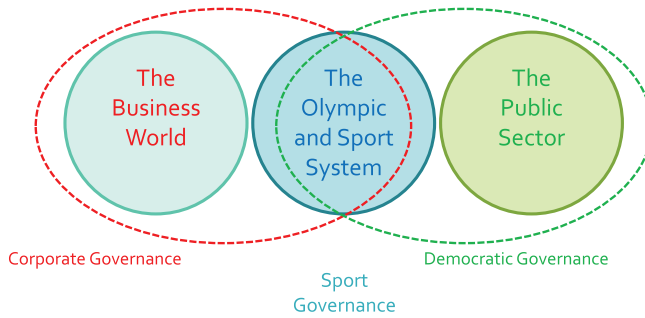 The
Business
World
The
Olympic
and Sport
System
The
Public
Sector
Corporate Governance
Democratic Governance
Sport
Governance